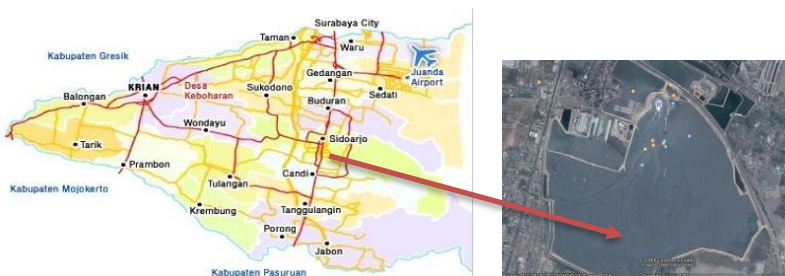 Surabaya City
Taman
Waru
Kabupaten Gresik
Gedangan
Juanda
Airport
KRIAN
Desa
Keboharan
Sukodono
Sedati
Balongan
Buduran
Wondayu
Sidoarjo
Tarik
Prambon
Candi
Tulangan
Kabupaten Mojokerto
Krembung
Tanggulangin
Porong
Jabon
Kabupaten Pasuruan